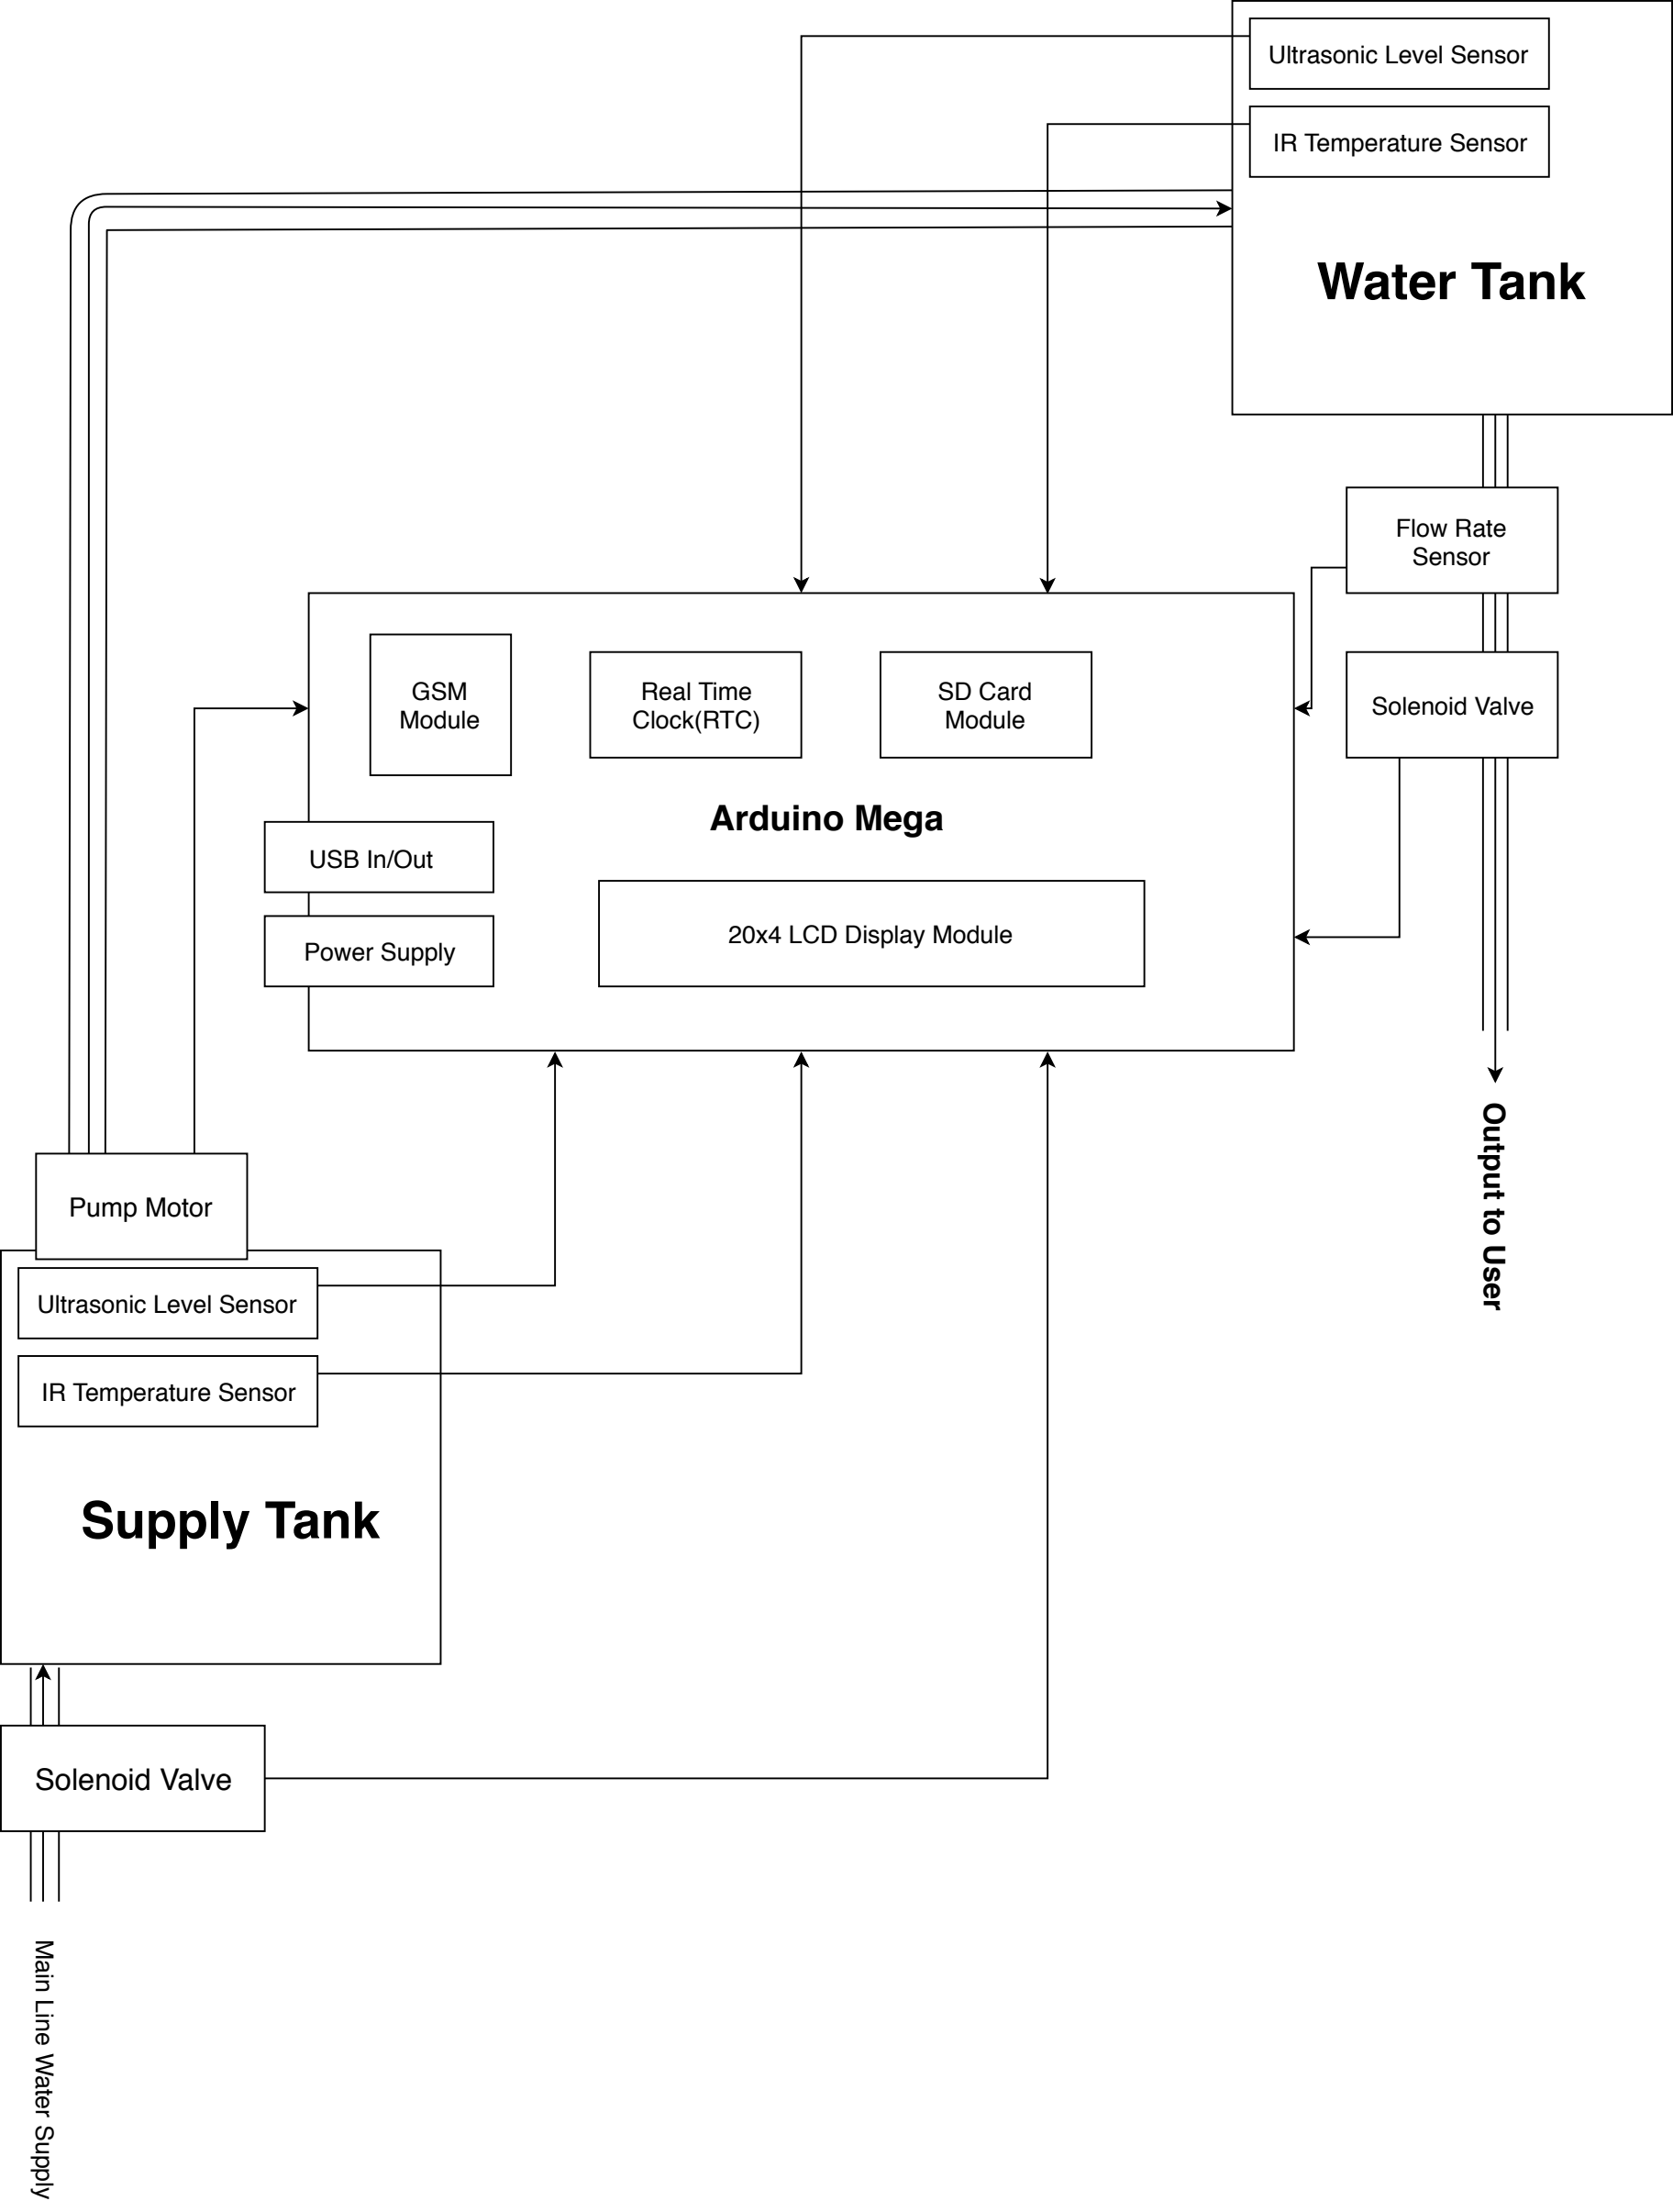 Ultrasonic Level Sensor
IR Temperature Sensor
Water Tank
Flow Rate
Sensor
GSM
Module
Real Time
Clock(RTC)
SD Card
Module
Solenoid Valve
Arduino Mega
USB In/Out
20x4 LCD Display Module
Power Supply
Output to User
Pump Motor
Ultrasonic Level Sensor
IR Temperature Sensor
Supply Tank
Solenoid Valve
Main Line Water Supply